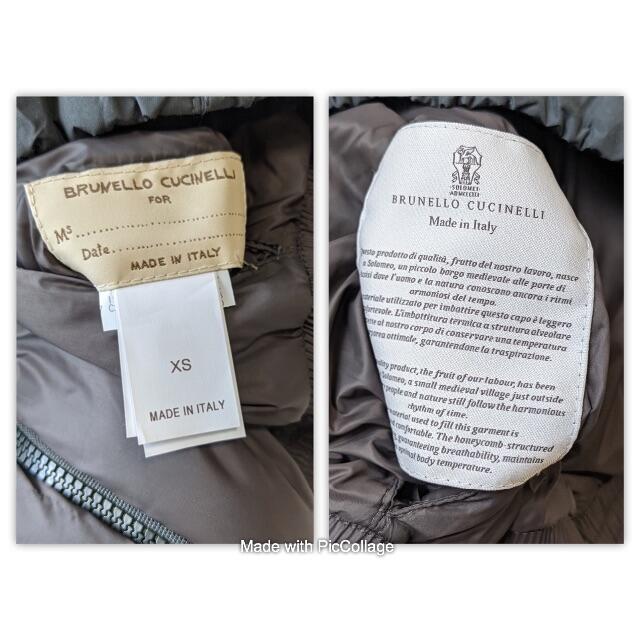 BRUNELLO CUCINELLI
FOR
Ms.
Date
MADE IN ITALY
XS
MADE IN ITALY
SOLOMEI
BRUNELLO CUCINELLI
Made in Italy
prodotto di qualità, frutto del nostro lavoro, nasce
a Solomeo, un piccolo borgo medievale alle porte di
dove l'uomo e la natura conoscono ancora i ritmi
armoniosi del tempo.
utilizzato per imbottire questo capo è leggero
L'imbottitura termica a struttura alveolare
al nostro corpo di conservare una temperatura
ottimale, garantendone la traspirazione.
product, the fruit of our labour, has been
Solomeo, a small medieval village just outside
people and nature still follow the harmonious
rhythm of time.
used to fill this garment is
comfortable. The honeycomb-structured
guaranteeing breathability, maintains
body temperature.
Made with PicCollage